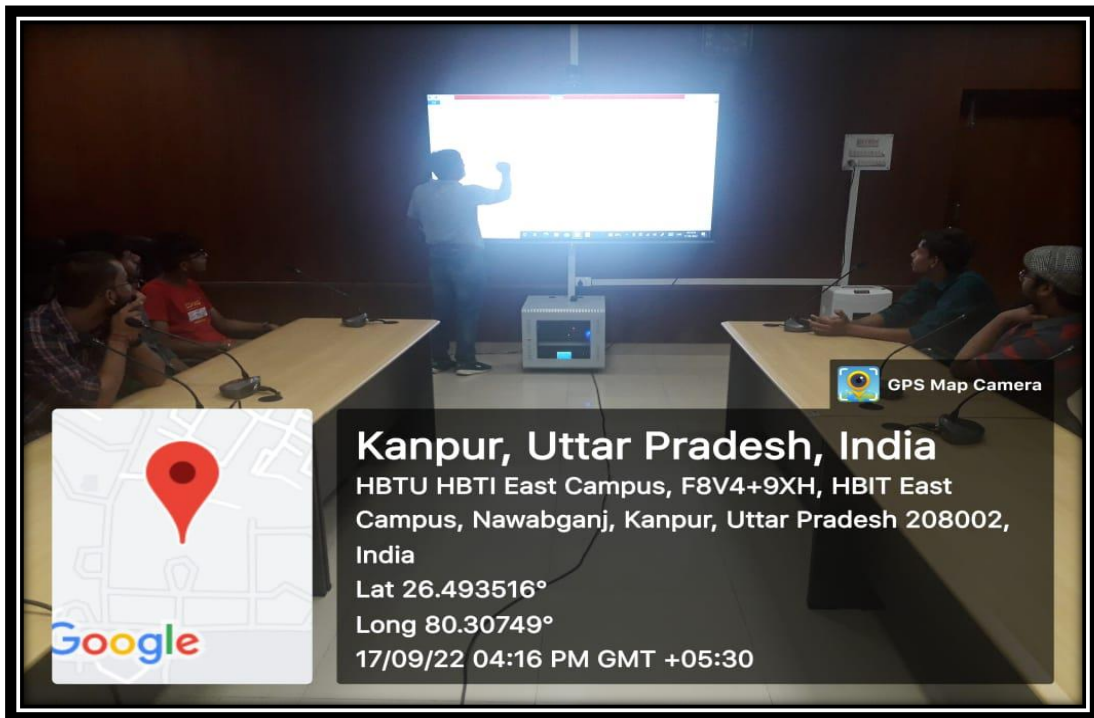 GPS Map Camera
Kanpur, Uttar Pradesh, India
HBTU HBTI East Campus, F8V4+9XH, HBIT East
Campus, Nawabganj, Kanpur, Uttar Pradesh 208002,
India
Lat 26.493516°
Long 80.30749°
17/09/22 04:16 PM GMT +05:30
Google